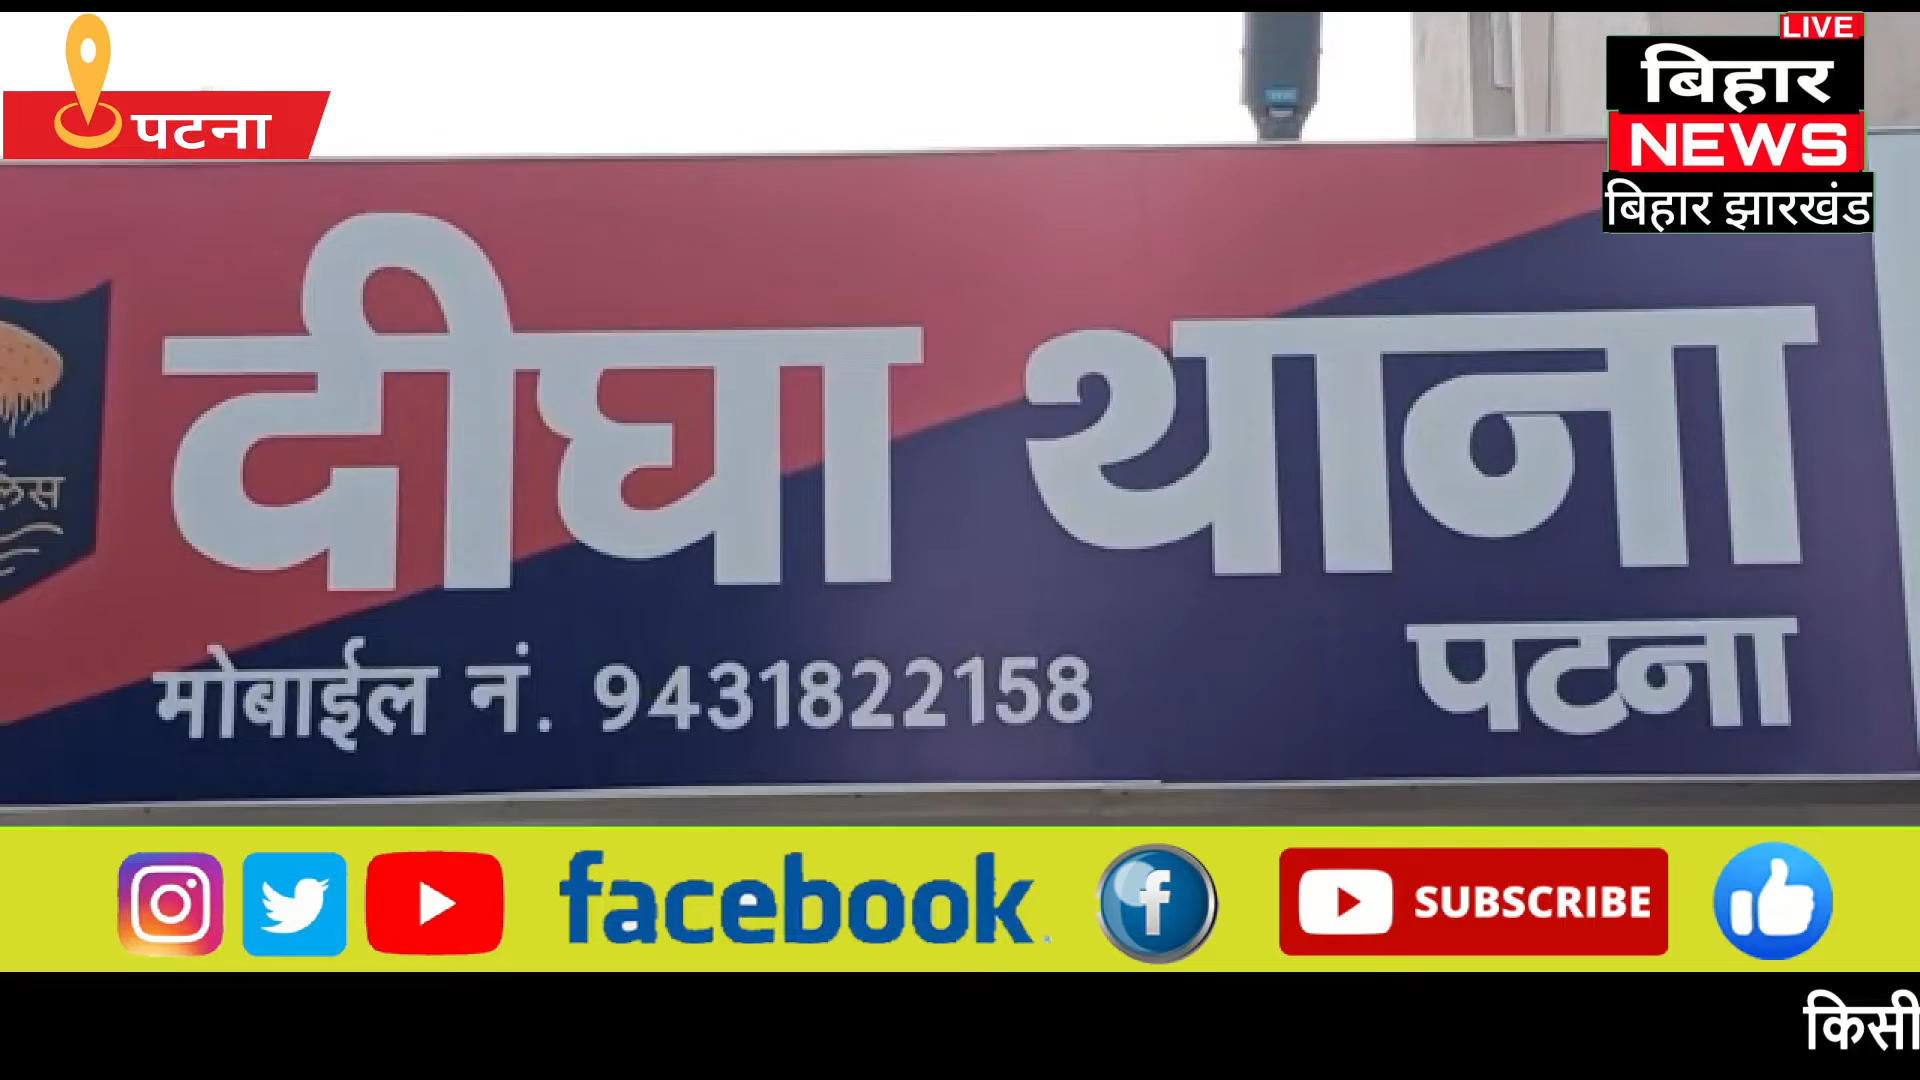 पटना
LIVE
बिहार
NEWS
बिहार झारखंड
दीघा थाना
मोबाईल नं. 9431822158
पटना
facebook
SUBSCRIBE
किसी